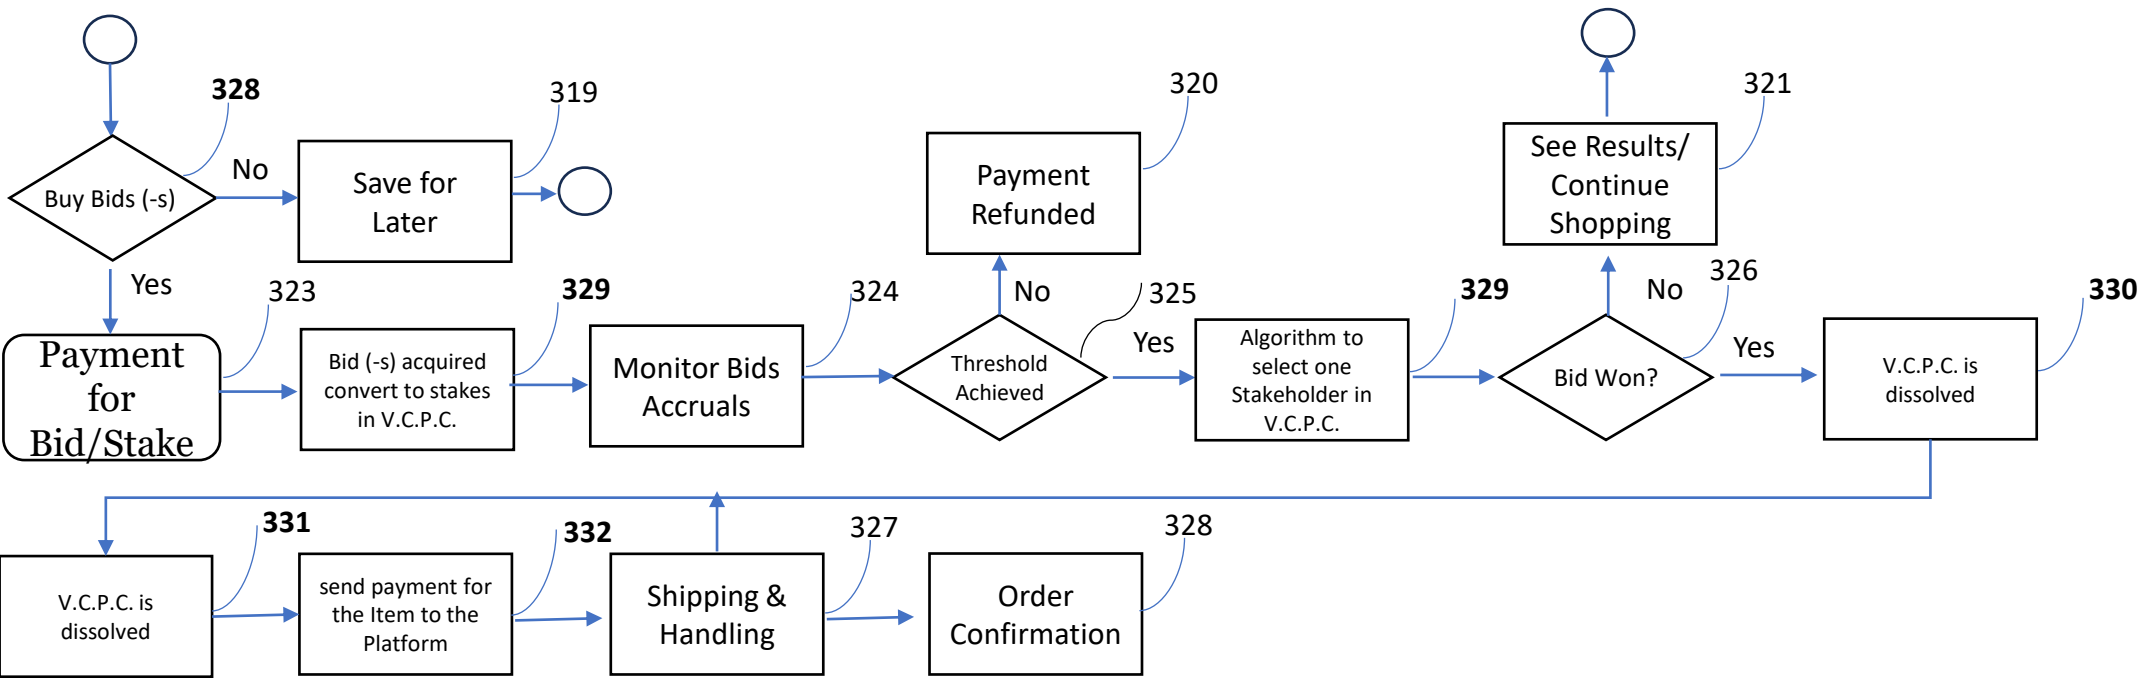 328
319
320
321
Buy Bids (-s)
No
Save for
Later
Payment
Refunded
See Results/
Continue
Shopping
Yes
323
329
324
No
325
329
No
326
330
Payment
for
Bid/Stake
Bid (-s) acquired
convert to stakes
in V.C.P.C.
Monitor Bids
Accruals
Threshold
Achieved
Yes
Algorithm to
select one
Stakeholder in
V.C.P.C.
Bid Won?
Yes
V.C.P.C. is
dissolved
331
332
327
328
V.C.P.C. is
dissolved
send payment for
the Item to the
Platform
Shipping &
Handling
Order
Confirmation